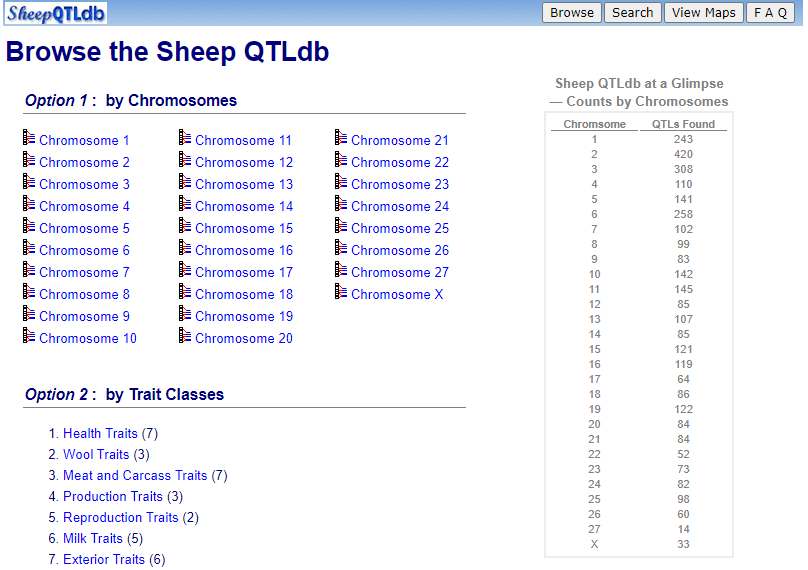 SheepQTLdb
Browse Search View Maps F A Q
Browse the Sheep QTLdb
Option 1 : by Chromosomes
Chromosome 1
Chromosome 2
Chromosome 3
Chromosome 4
Chromosome 5
Chromosome 6
Chromosome 7
Chromosome 8
Chromosome 9
Chromosome 10
Chromosome 11
Chromosome 12
Chromosome 13
Chromosome 14
Chromosome 15
Chromosome 16
Chromosome 17
Chromosome 18
Chromosome 19
Chromosome 20
Chromosome 21
Chromosome 22
Chromosome 23
Chromosome 24
Chromosome 25
Chromosome 26
Chromosome 27
Chromosome X
Option 2 : by Trait Classes
1. Health Traits (7)
2. Wool Traits (3)
3. Meat and Carcass Traits (7)
4. Production Traits (3)
5. Reproduction Traits (2)
6. Milk Traits (5)
7. Exterior Traits (6)
Sheep QTLdb at a Glimpse
— Counts by Chromosomes
Chromsome QTLs Found
1 243
2 420
3 308
4 110
5 141
6 258
7 102
8 99
9 83
10 142
11 145
12 85
13 107
14 85
15 121
16 119
17 64
18 86
19 122
20 84
21 84
22 52
23 73
24 82
25 98
26 60
27 14
X 33